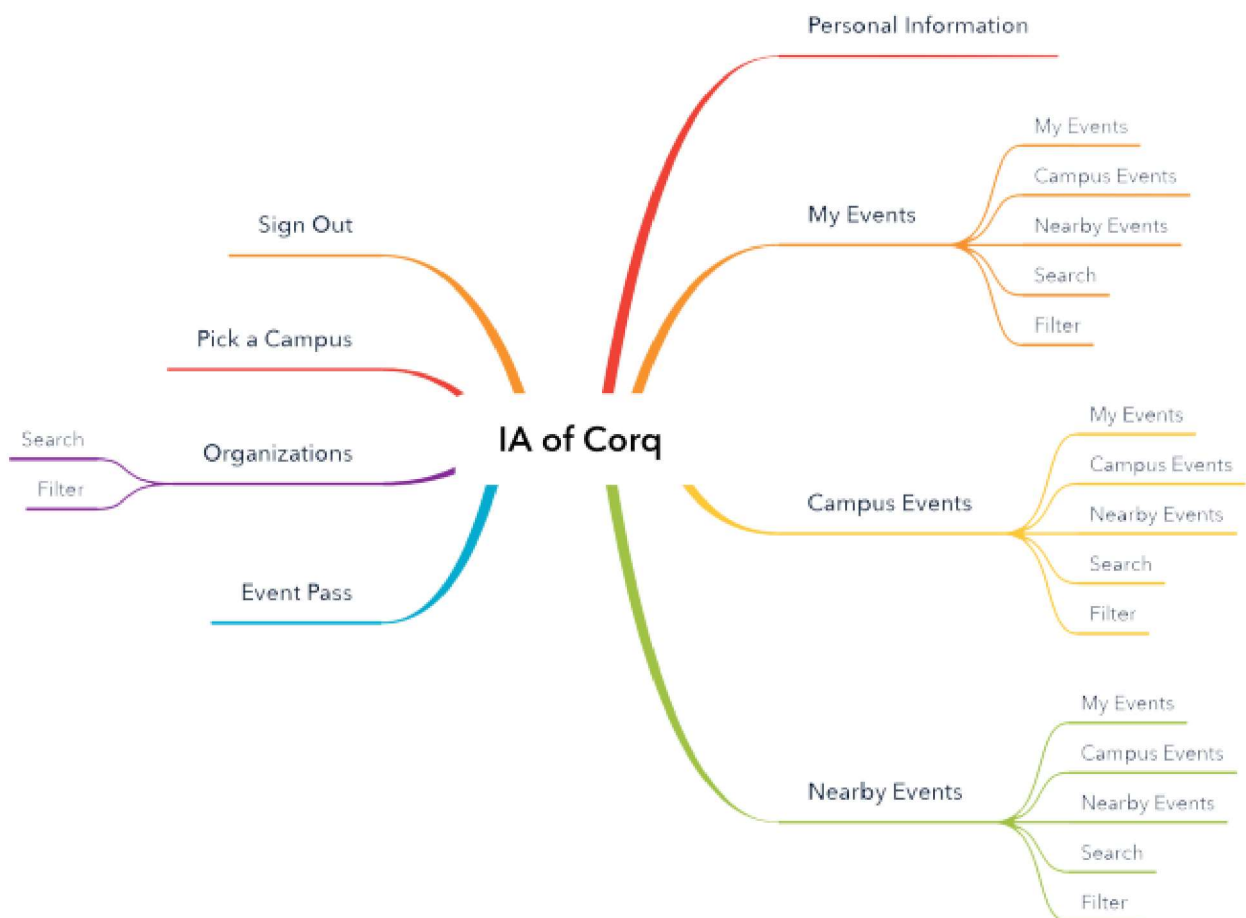 Personal Information
My Events
My Events
Campus Events
Nearby Events
Search
Filter
Sign Out
Pick a Campus
Organizations
Search
Filter
Event Pass
IA of Corq
Campus Events
My Events
Campus Events
Nearby Events
Search
Filter
Nearby Events
My Events
Campus Events
Nearby Events
Search
Filter